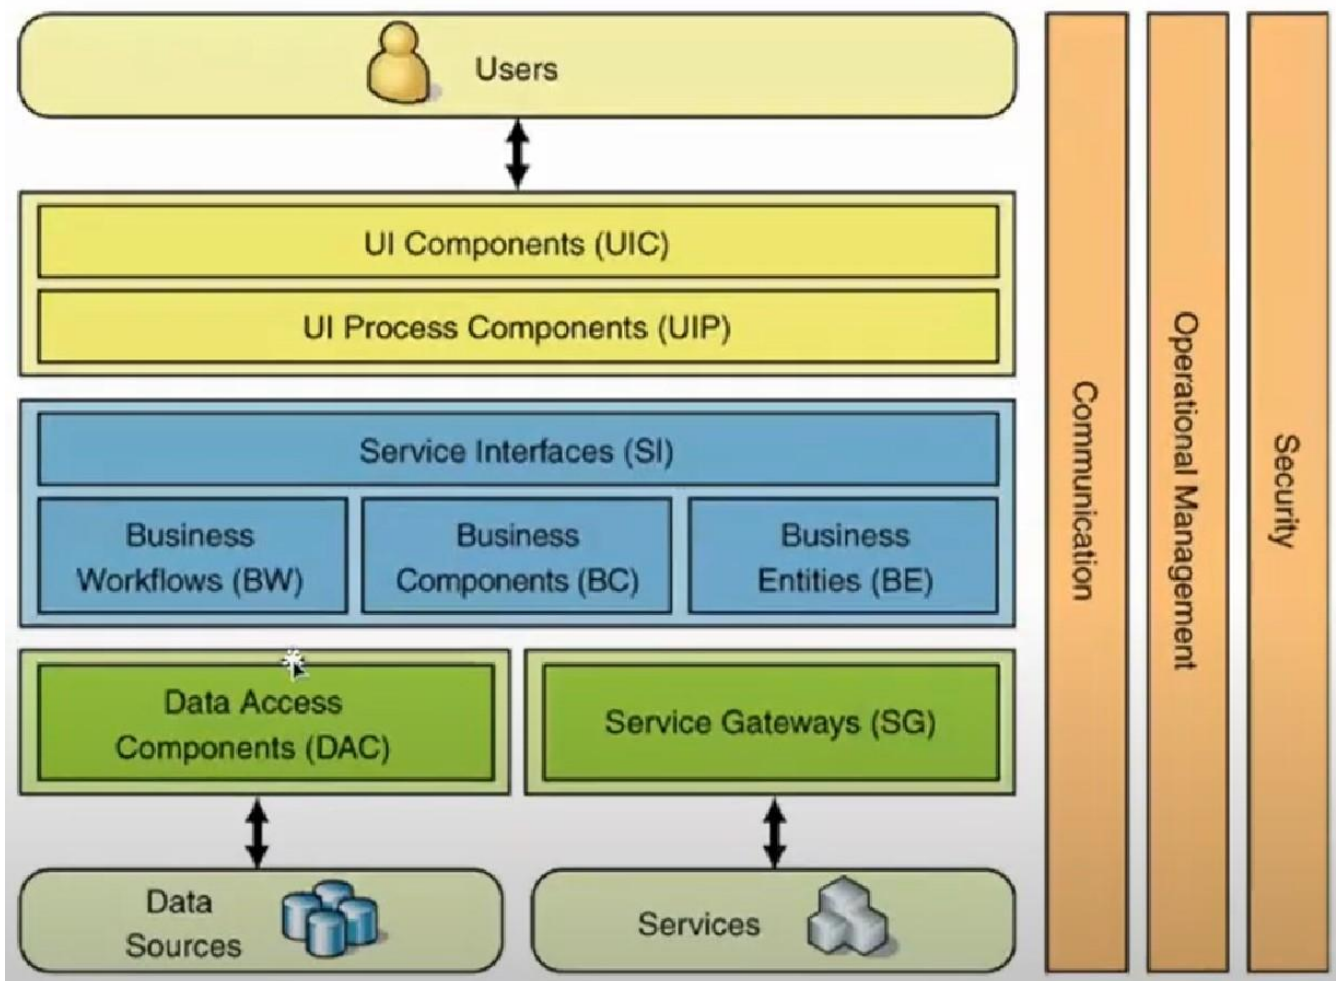 Users
UI Components (UIC)
UI Process Components (UIP)
Service Interfaces (SI)
Business
Workflows (BW)
Business
Components (BC)
Business
Entities (BE)
Data Access
Components (DAC)
Service Gateways (SG)
Data
Sources
Services
Communication
Operational Management
Security